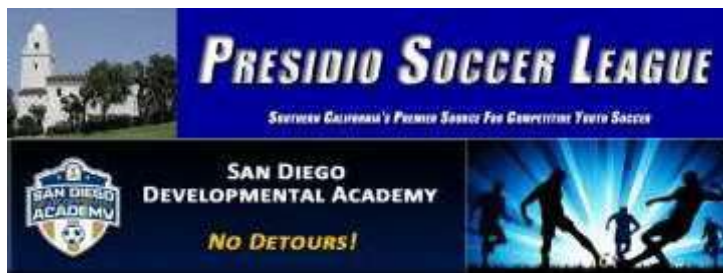 PRESIDIO SOCCER LEAGUE
SOUTHERN CALIFORNIA'S PREMIER SOURCE FOR COMPETITIVE YOUTH SOCCER
SAN DIEGO
ACADEMY
SAN DIEGO
DEVELOPMENTAL ACADEMY
NO DETOURS!